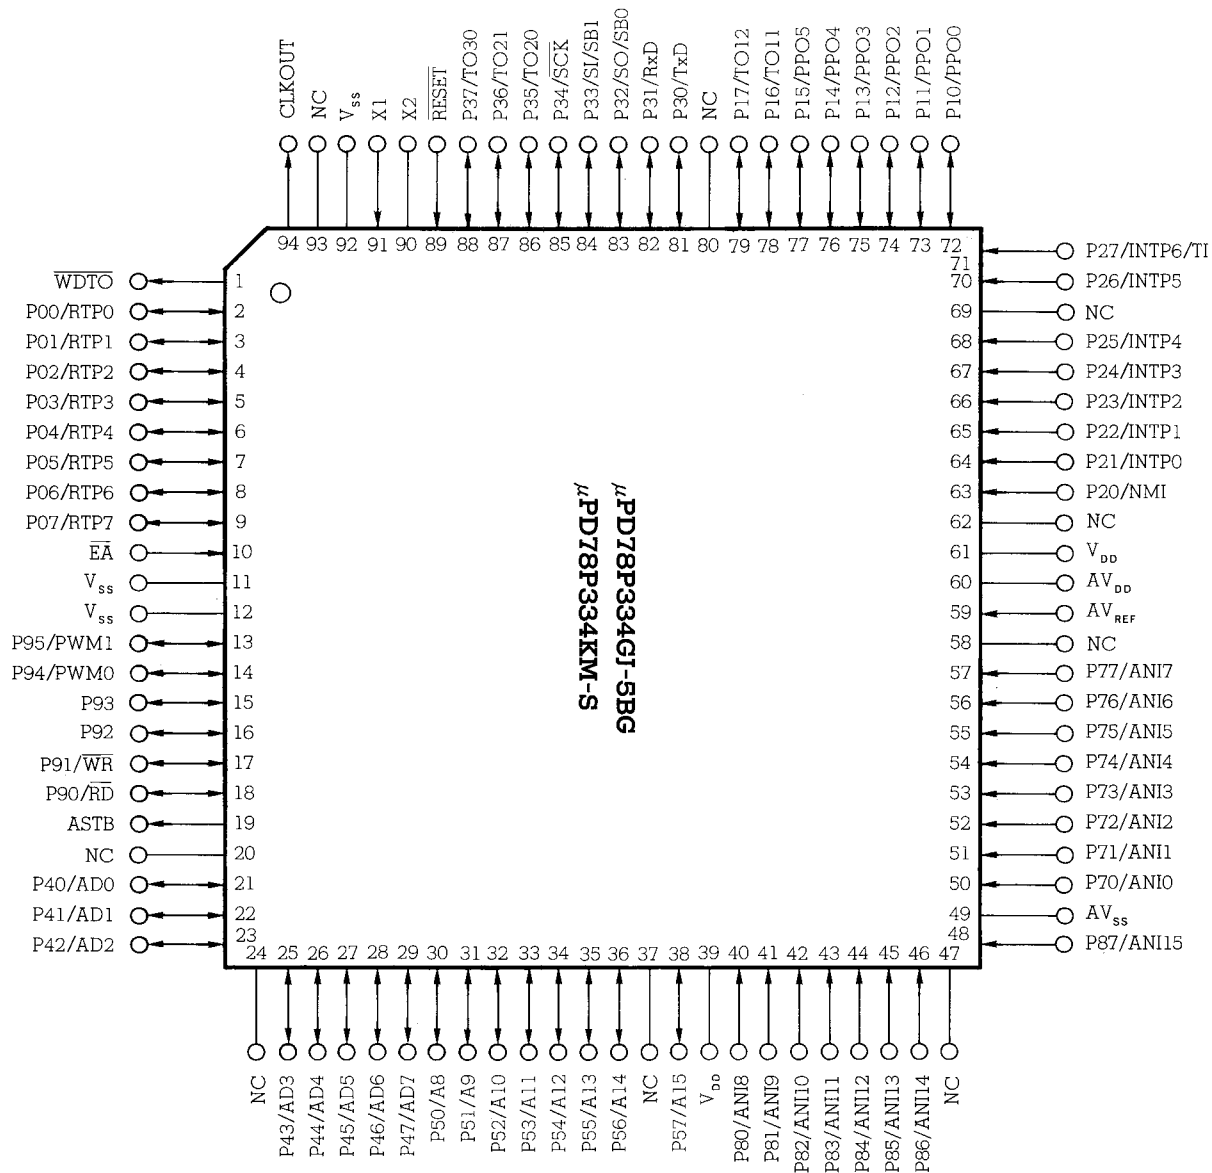 CLKOUT
NC
Vss
X1
X2
RESET
P37/TO30
P36/TO21
P35/TO20
P34/SCK
P33/SI/SB1
P32/SO/SB0
P31/RxD
P30/TxD
NC
P17/TO12
P16/TO11
P15/PPO5
P14/PPO4
P13/PPO3
P12/PPO2
P11/PPO1
P10/PPO0
94 93 92 91 90 89 88 87 86 85 84 83 82 81 80 79 78 77 76 75 74 73 72
WDTO 1
P00/RTP0 2
P01/RTP1 3
P02/RTP2 4
P03/RTP3 5
P04/RTP4 6
P05/RTP5 7
P06/RTP6 8
P07/RTP7 9
EA 10
Vss 11
Vss 12
P95/PWM1 13
P94/PWM0 14
P93 15
P92 16
P91/WR 17
P90/RD 18
ASTB 19
NC 20
P40/AD0 21
P41/AD1 22
P42/AD2 23
μPD78P334GJ-5BG
μPD78P334KM-S
71 P27/INTP6/TI
70 P26/INTP5
69 NC
68 P25/INTP4
67 P24/INTP3
66 P23/INTP2
65 P22/INTP1
64 P21/INTP0
63 P20/NMI
62 NC
61 VDD
60 AVDD
59 AVREF
58 NC
57 P77/ANI7
56 P76/ANI6
55 P75/ANI5
54 P74/ANI4
53 P73/ANI3
52 P72/ANI2
51 P71/ANI1
50 P70/ANI0
49 AVss
48 P87/ANI15
24 25 26 27 28 29 30 31 32 33 34 35 36 37 38 39 40 41 42 43 44 45 46 47
NC
P43/AD3
P44/AD4
P45/AD5
P46/AD6
P47/AD7
P50/A8
P51/A9
P52/A10
P53/A11
P54/A12
P55/A13
P56/A14
NC
P57/A15
VDD
P80/ANI8
P81/ANI9
P82/ANI10
P83/ANI11
P84/ANI12
P85/ANI13
P86/ANI14
NC